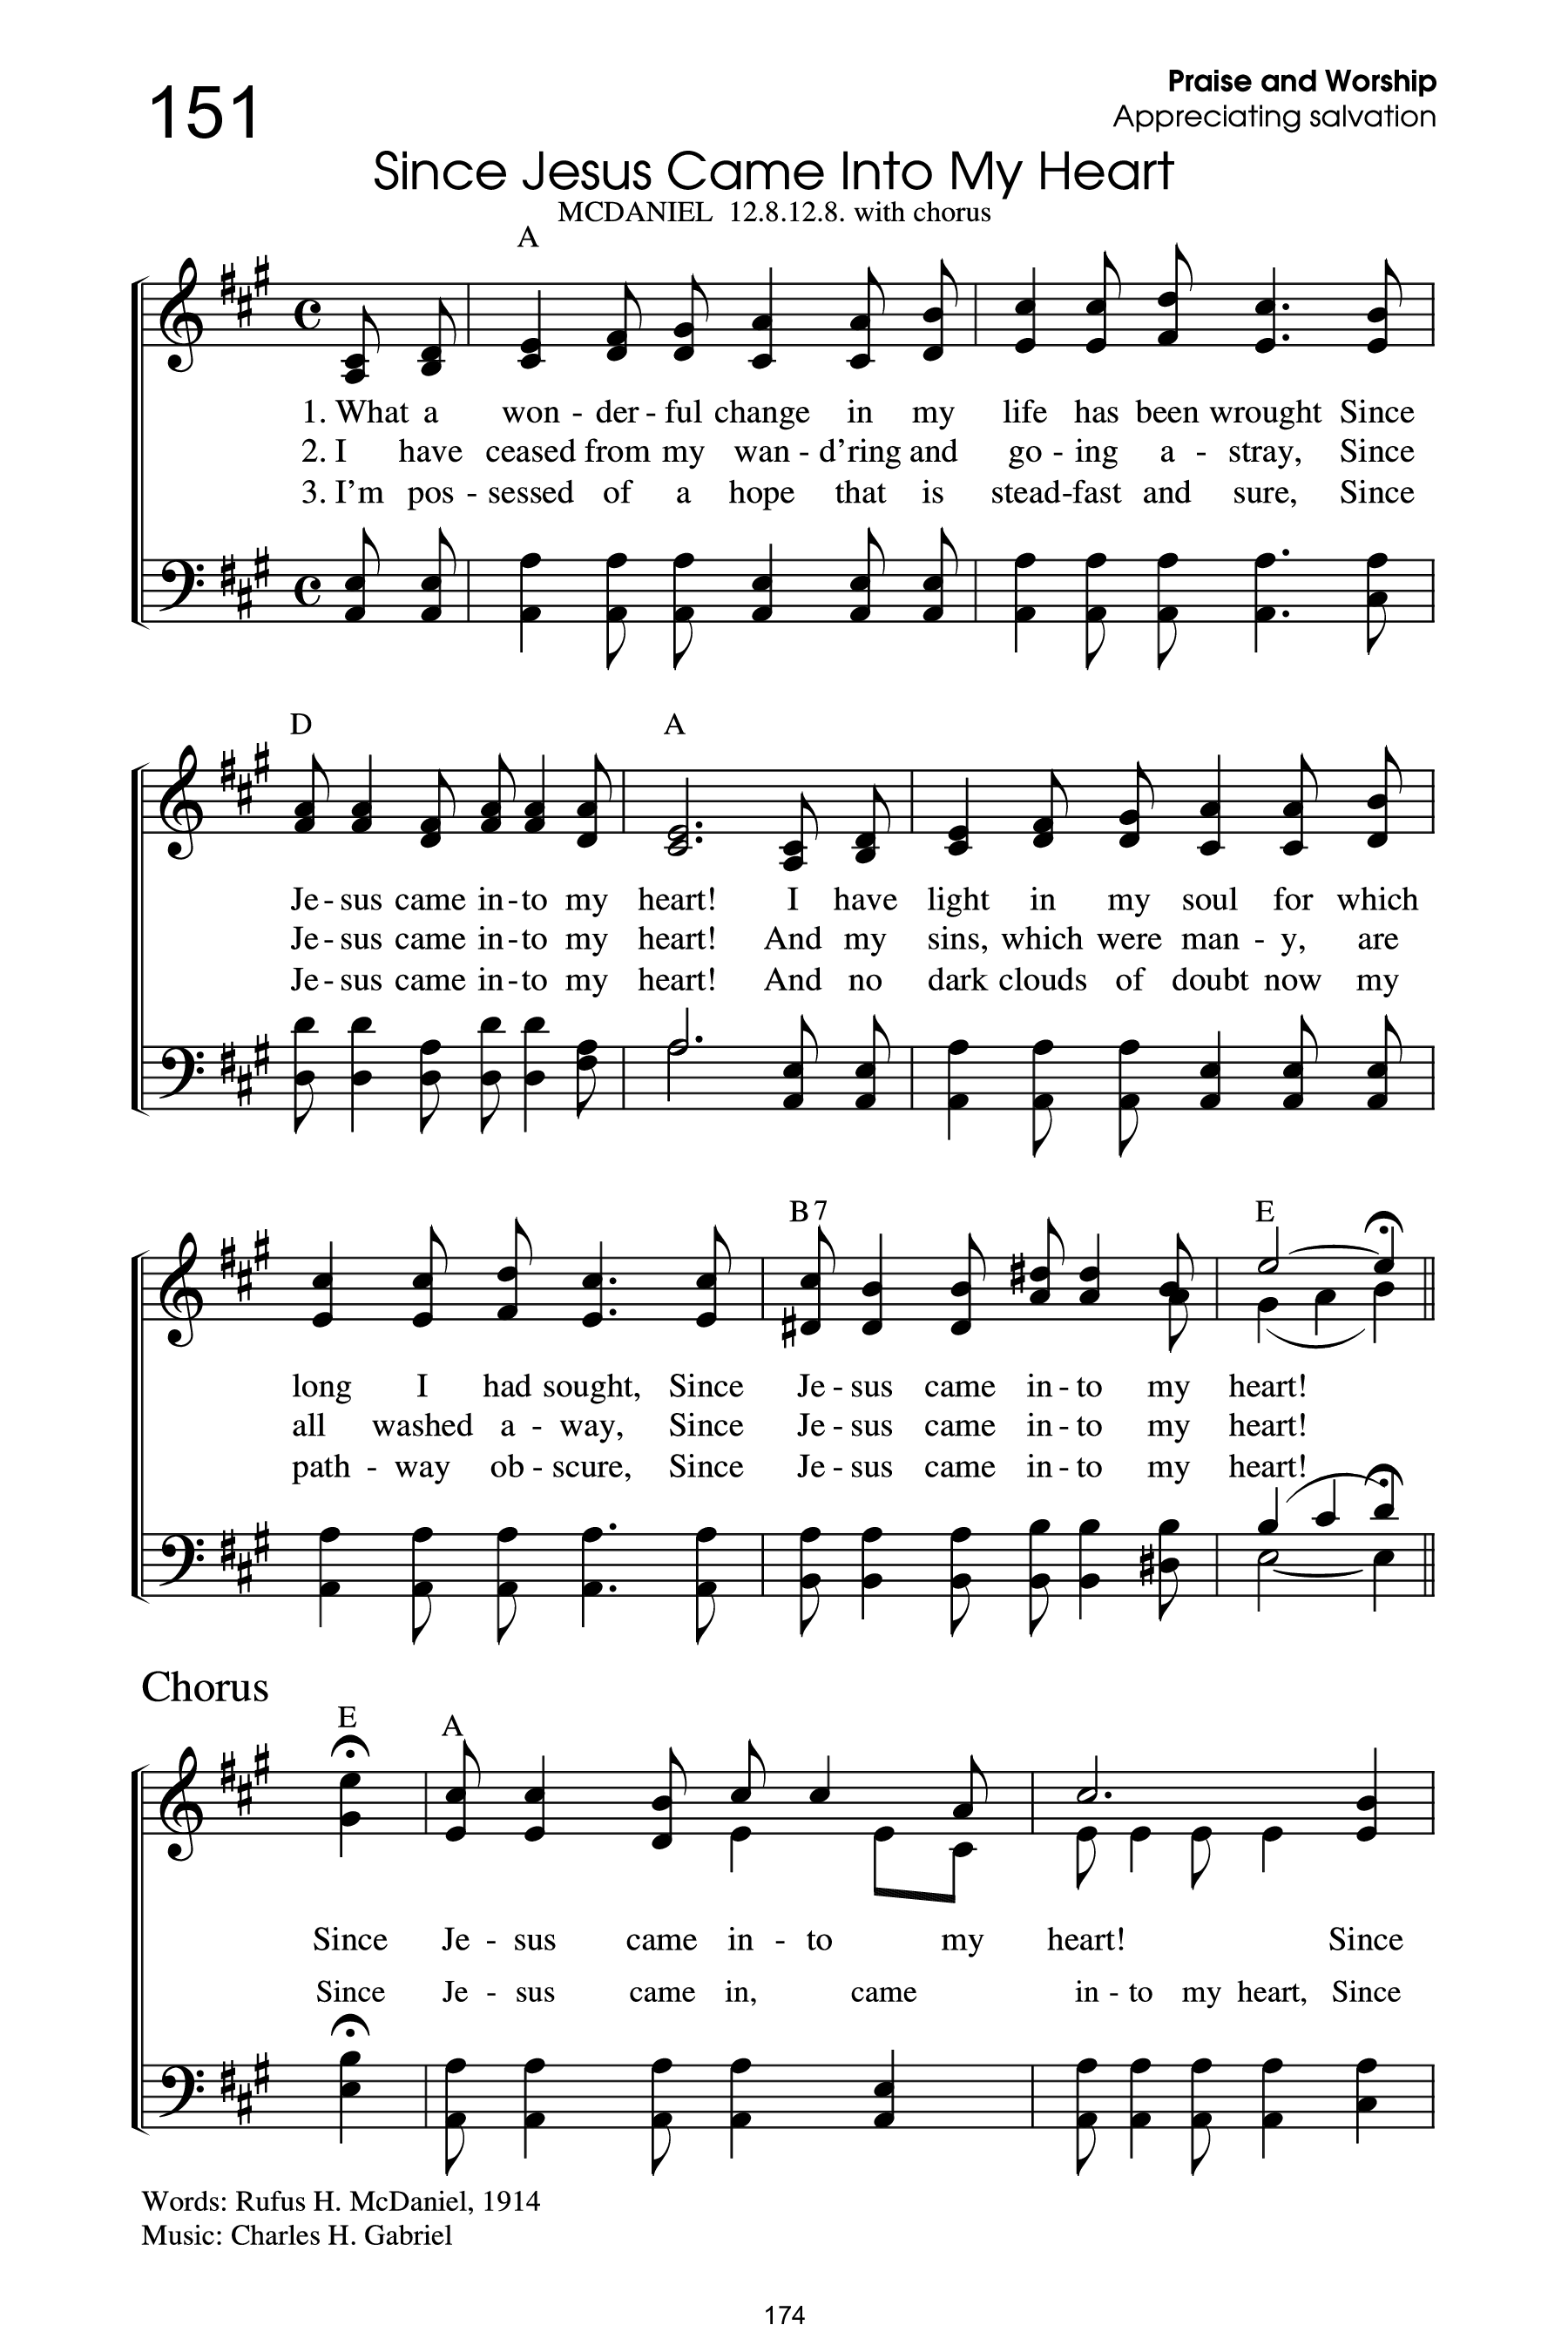 151
Praise and Worship
Appreciating salvation
Since Jesus Came Into My Heart
MCDANIEL 12.8.12.8. with chorus
A
1. What a won - der - ful change in my life has been wrought Since
2. I have ceased from my wan - d’ring and go - ing a - stray, Since
3. I’m pos - sessed of a hope that is stead-fast and sure, Since
D A
Je - sus came in - to my heart! I have light in my soul for which
Je - sus came in - to my heart! And my sins, which were man - y, are
Je - sus came in - to my heart! And no dark clouds of doubt now my
B 7 E
long I had sought, Since Je - sus came in - to my heart!
all washed a - way, Since Je - sus came in - to my heart!
path - way ob - scure, Since Je - sus came in - to my heart!
Chorus
E A
Since Je - sus came in - to my heart! Since
Since Je - sus came in, came in - to my heart, Since
Words: Rufus H. McDaniel, 1914
Music: Charles H. Gabriel
174